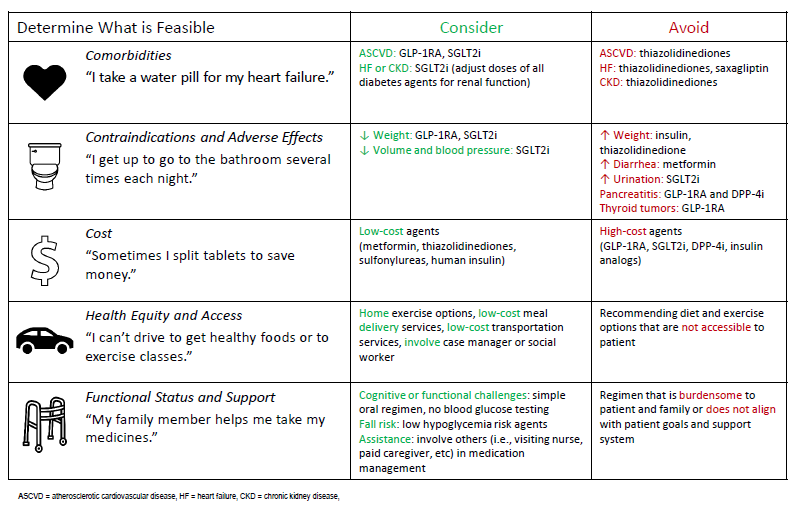 Determine What is Feasible
Consider
Avoid
Comorbidities
“I take a water pill for my heart failure.”
ASCVD: GLP-1RA, SGLT2i
HF or CKD: SGLT2i (adjust doses of all
diabetes agents for renal function)
ASCVD: thiazolidinediones
HF: thiazolidinediones, saxagliptin
CKD: thiazolidinediones
Contraindications and Adverse Effects
“I get up to go to the bathroom several
times each night.”
↓ Weight: GLP-1RA, SGLT2i
↓ Volume and blood pressure: SGLT2i
↑ Weight: insulin,
thiazolidinedione
↑ Diarrhea: metformin
↑ Urination: SGLT2i
Pancreatitis: GLP-1RA and DPP-4i
Thyroid tumors: GLP-1RA
$
Cost
“Sometimes I split tablets to save
money.”
Low-cost agents
(metformin, thiazolidinediones,
sulfonylureas, human insulin)
High-cost agents
(GLP-1RA, SGLT2i, DPP-4i, insulin
analogs)
Health Equity and Access
“I can’t drive to get healthy foods or to
exercise classes.”
Home exercise options, low-cost meal
delivery services, low-cost transportation
services, involve case manager or social
worker
Recommending diet and exercise
options that are not accessible to
patient
Functional Status and Support
“My family member helps me take my
medicines.”
Cognitive or functional challenges: simple
oral regimen, no blood glucose testing
Fall risk: low hypoglycemia risk agents
Assistance: involve others (i.e., visiting nurse,
paid caregiver, etc) in medication
management
Regimen that is burdensome to
patient and family or does not align
with patient goals and support
system
ASCVD = atherosclerotic cardiovascular disease, HF = heart failure, CKD = chronic kidney disease,